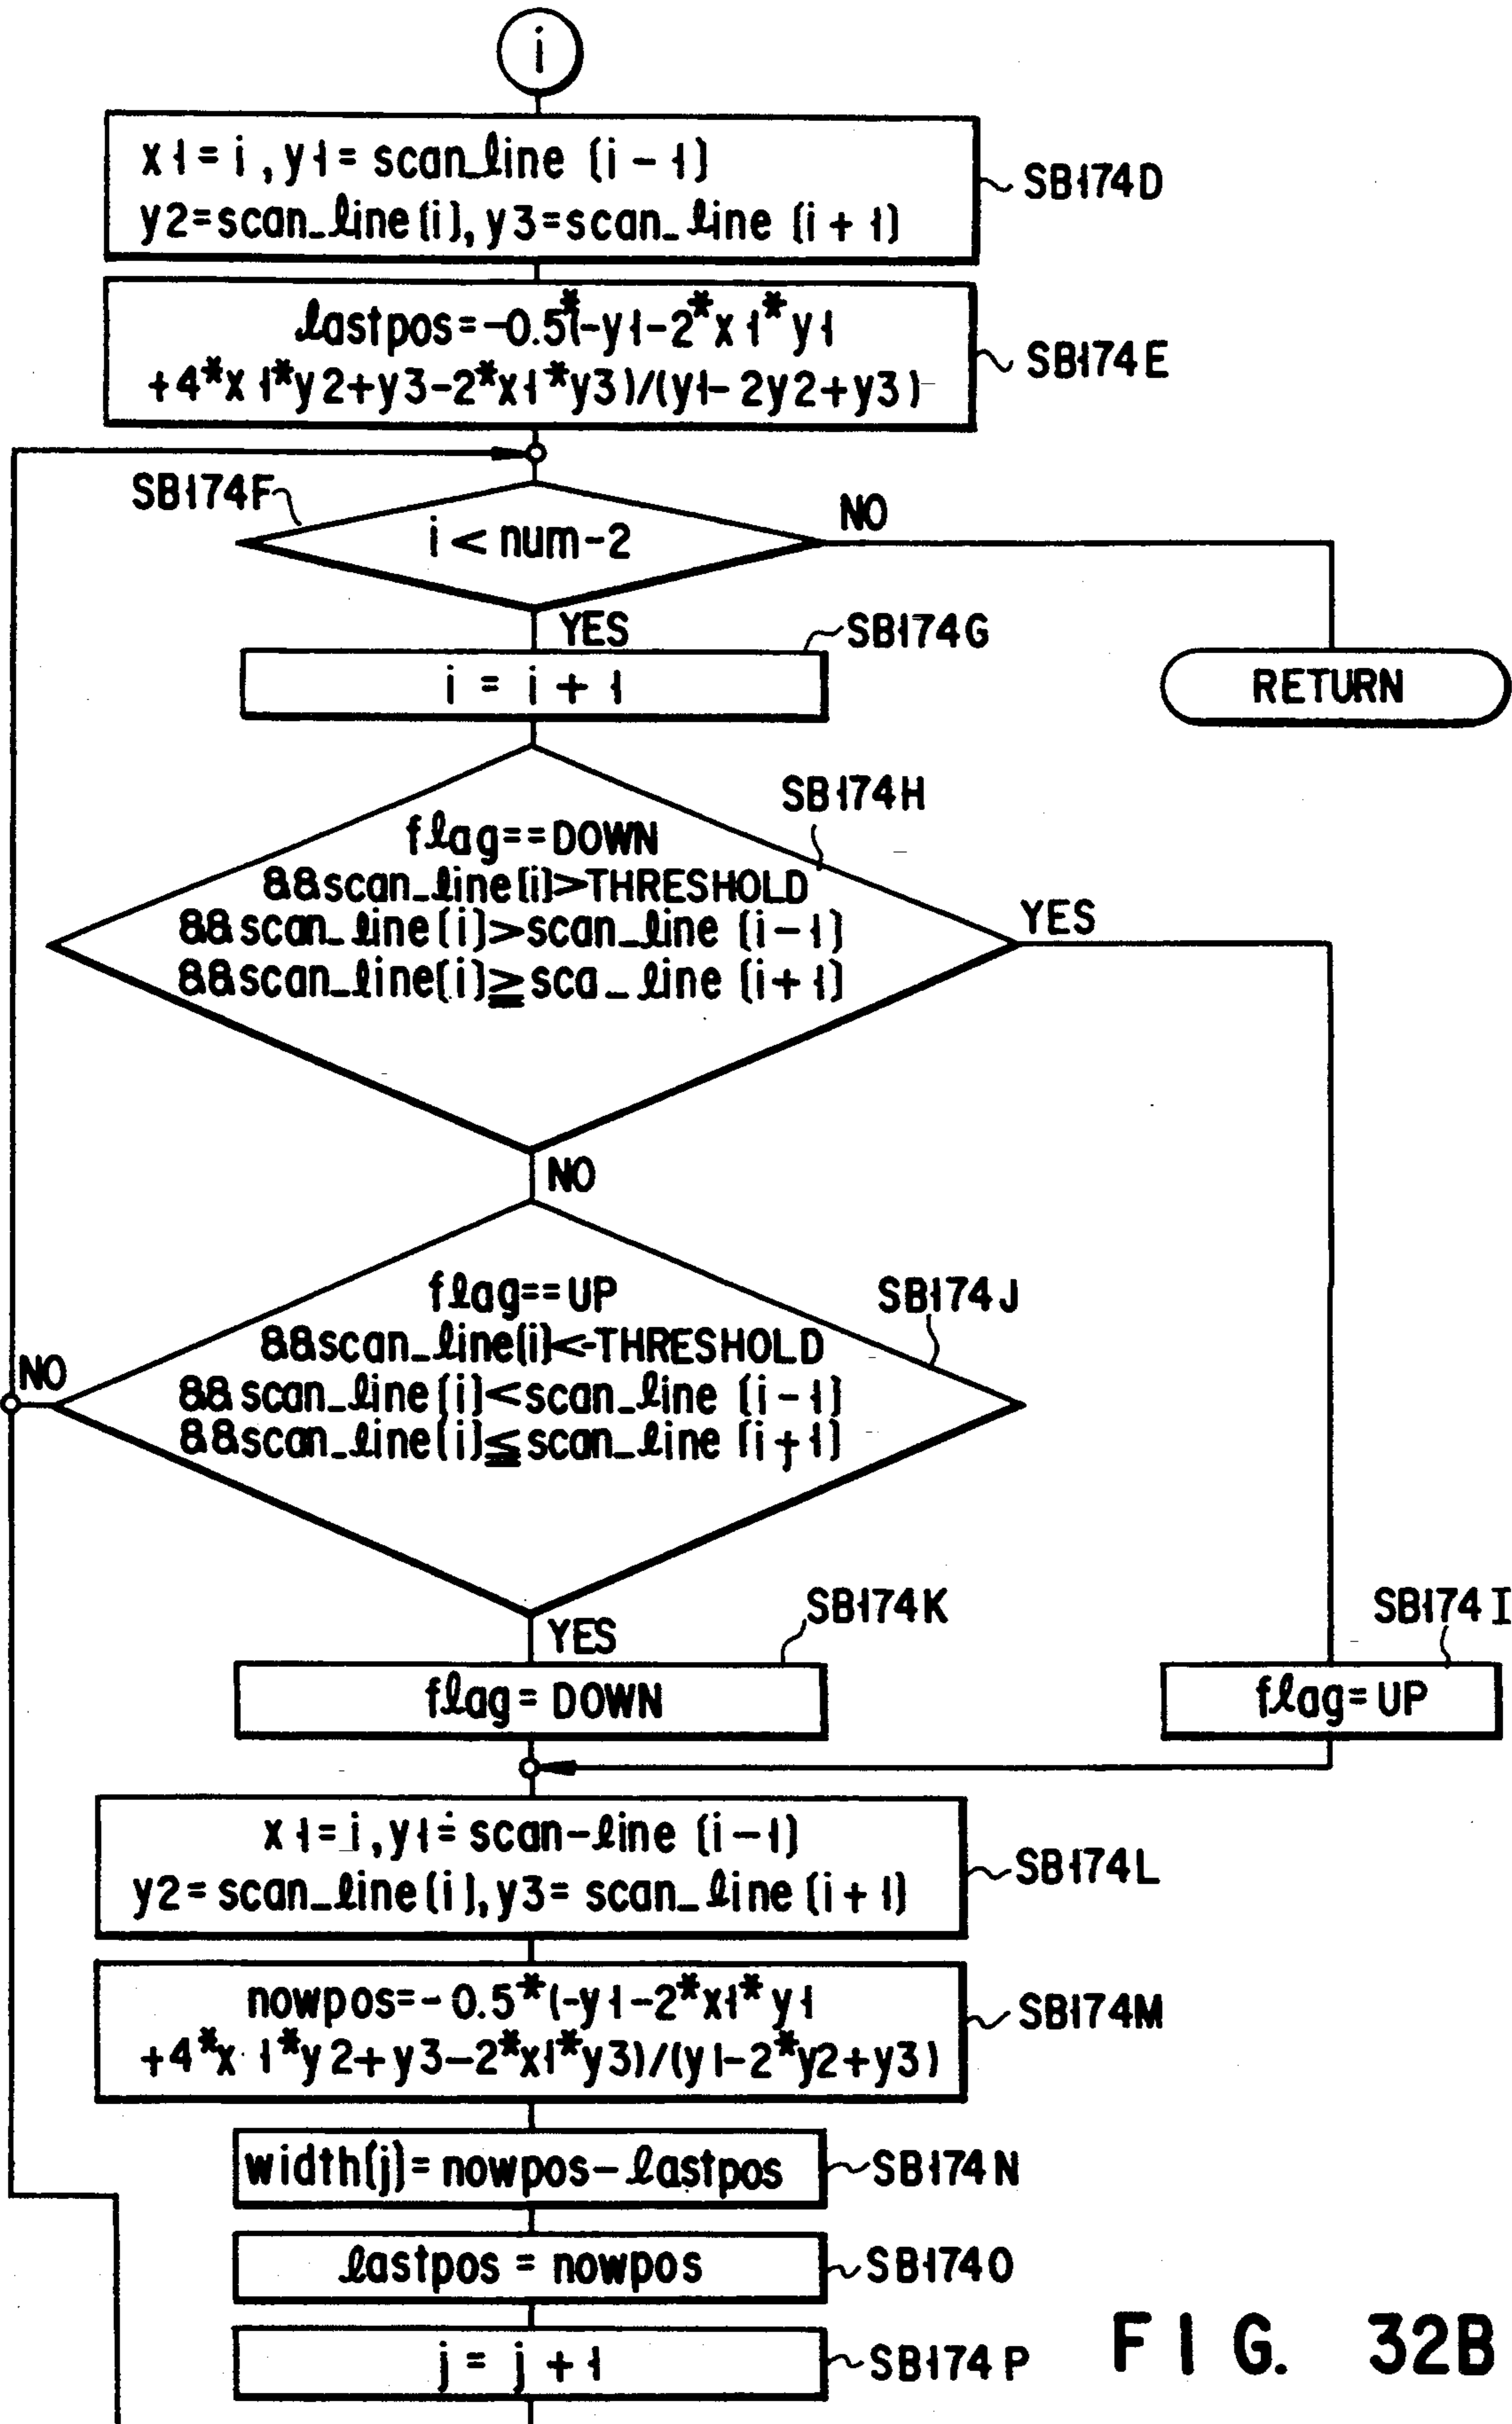 i
x1=i,y1=scan_line(i-1)
y2=scan_line(i),y3=scan_line(i+1)
SB174D
lastpos=-0.5*(-y1-2*x1*y1
+4*x1*y2+y3-2*x1*y3)/(y1-2y2+y3)
SB174E
SB174F
i<num-2
NO
YES
SB174G
i=i+1
RETURN
SB174H
flag==DOWN
&&scan_line(i)>THRESHOLD
&&scan_line(i)>scan_line(i-1)
&&scan_line(i)≧sca_line(i+1)
YES
NO
SB174J
flag==UP
&&scan_line(i)<-THRESHOLD
&&scan_line(i)<scan_line(i-1)
&&scan_line(i)≦scan_line(i+1)
NO
YES
SB174K
SB174I
flag=DOWN
flag=UP
x1=i,y1=scan-line(i-1)
y2=scan_line(i),y3=scan_line(i+1)
SB174L
nowpos=-0.5*(-y1-2*x1*y1
+4*x1*y2+y3-2*x1*y3)/(y1-2*y2+y3)
SB174M
width(j)=nowpos-lastpos
SB174N
lastpos=nowpos
SB174O
j=j+1
SB174P
FIG. 32B